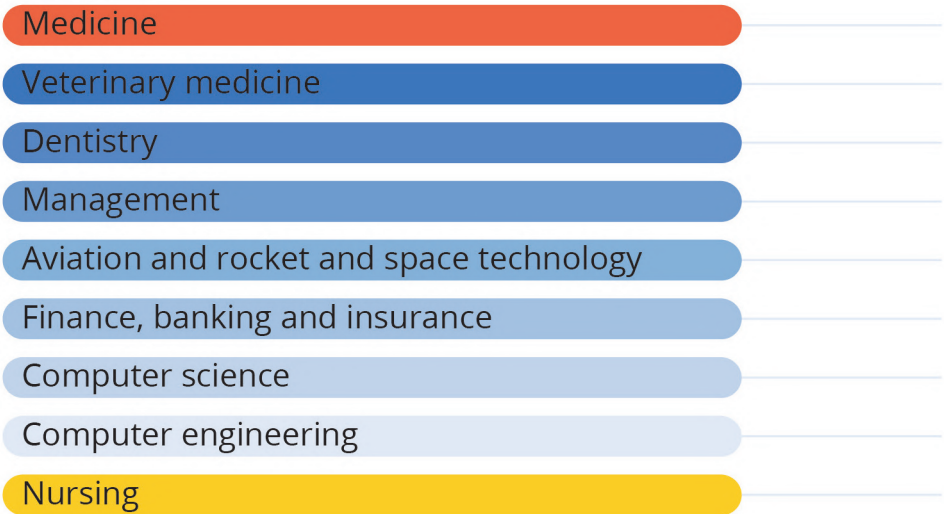 Medicine
Veterinary medicine
Dentistry
Management
Aviation and rocket and space technology
Finance, banking and insurance
Computer science
Computer engineering
Nursing